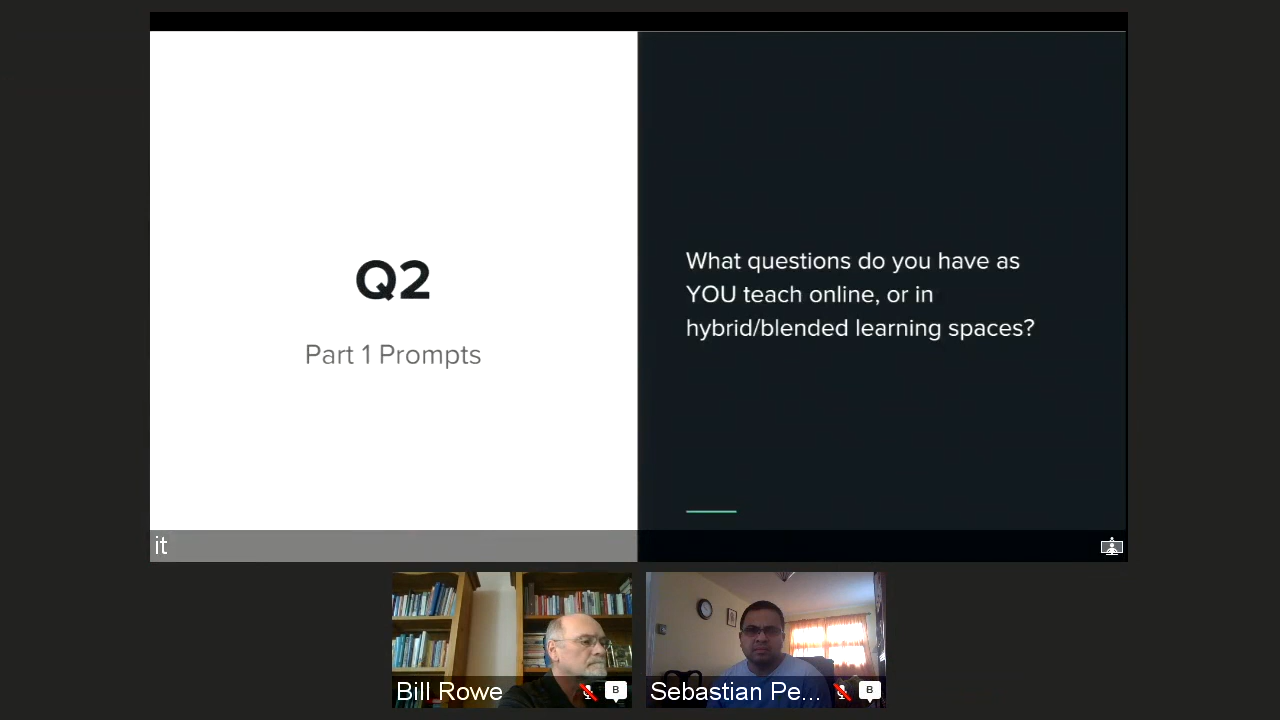 Q2
Part 1 Prompts
What questions do you have as
YOU teach online, or in
hybrid/blended learning spaces?
it
Bill Rowe
B
Sebastian Pe...
B